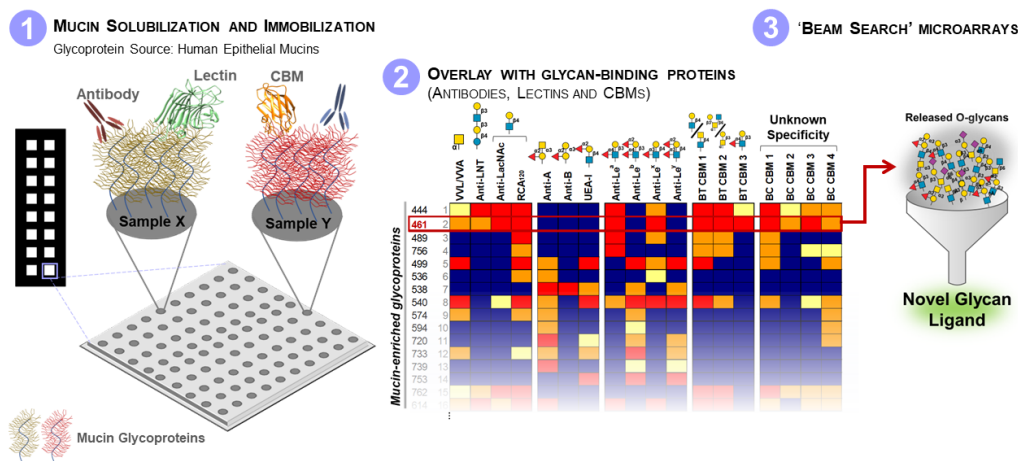 1 MUCIN SOLUBILIZATION AND IMMOBILIZATION
Glycoprotein Source: Human Epithelial Mucins
Antibody
Lectin
CBM
Sample X
Sample Y
Mucin Glycoproteins
2 OVERLAY WITH GLYCAN-BINDING PROTEINS
(ANTIBODIES, LECTINS AND CBMS)
Unknown
Specificity
VVL/VVA
Anti-LNT
Anti-LacNAc
RCA120
Anti-A
Anti-B
UEA-I
Anti-Leᵃ
Anti-Leᵇ
Anti-Leˣ
Anti-Leʸ
BT CBM 1
BT CBM 2
BT CBM 3
BC CBM 1
BC CBM 2
BC CBM 3
BC CBM 4
Mucin-enriched glycoproteins
444 1
461 2
489 3
756 4
499 5
536 6
538 7
540 8
574 9
594 10
720 11
733 12
739 13
753 14
762 15
614 16
3 'BEAM SEARCH' MICROARRAYS
Released O-glycans
Novel Glycan
Ligand